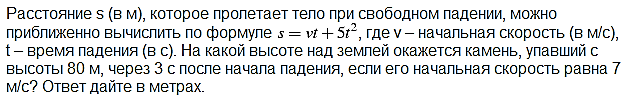 Расстояние s (в м), которое пролетает тело при свободном падении, можно
приближенно вычислить по формуле s = vt + 5t², где v – начальная скорость (в м/с),
t – время падения (в с). На какой высоте над землей окажется камень, упавший с
высоты 80 м, через 3 с после начала падения, если его начальная скорость равна 7
м/с? Ответ дайте в метрах.